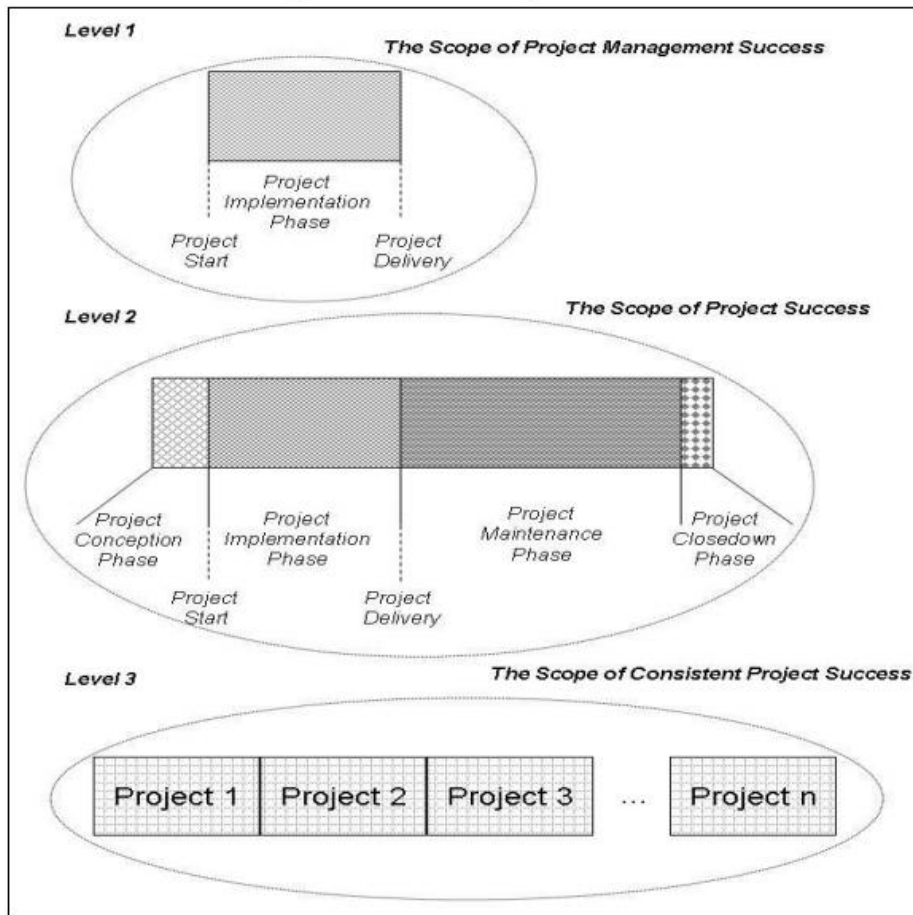 Level 1
The Scope of Project Management Success
Project
Implementation
Phase
Project
Start
Project
Delivery
Level 2
The Scope of Project Success
Project
Conception
Phase
Project
Implementation
Phase
Project
Maintenance
Phase
Project
Closedown
Phase
Project
Start
Project
Delivery
Level 3
The Scope of Consistent Project Success
Project 1
Project 2
Project 3
...
Project n